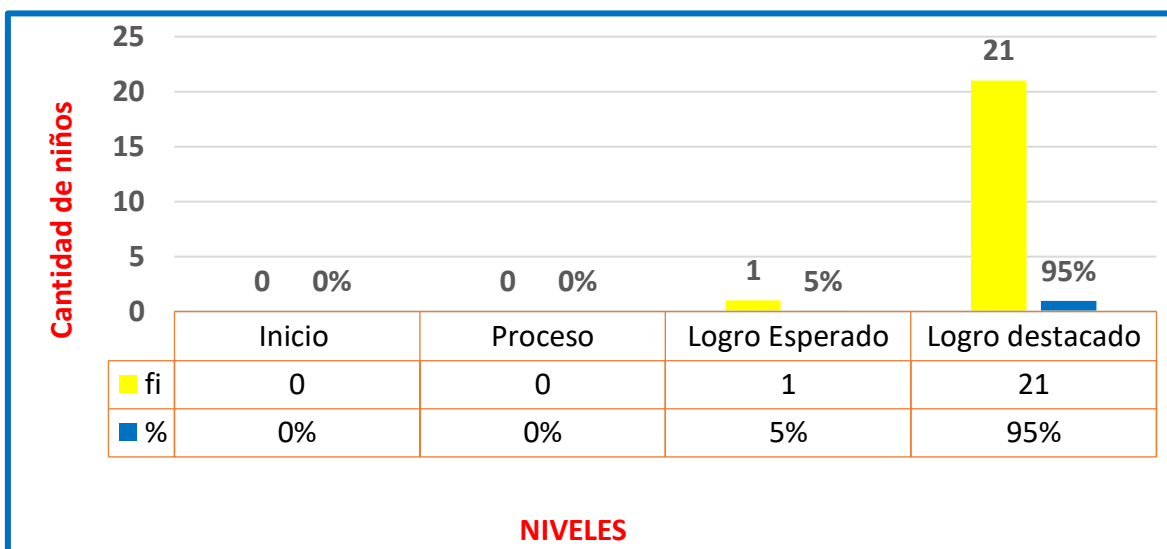 Cantidad de niños
25
20
15
10
5
0
0 0% 0 0% 1 5% 21 95%
Inicio Proceso Logro Esperado Logro destacado
fi 0 0 1 21
% 0% 0% 5% 95%
NIVELES